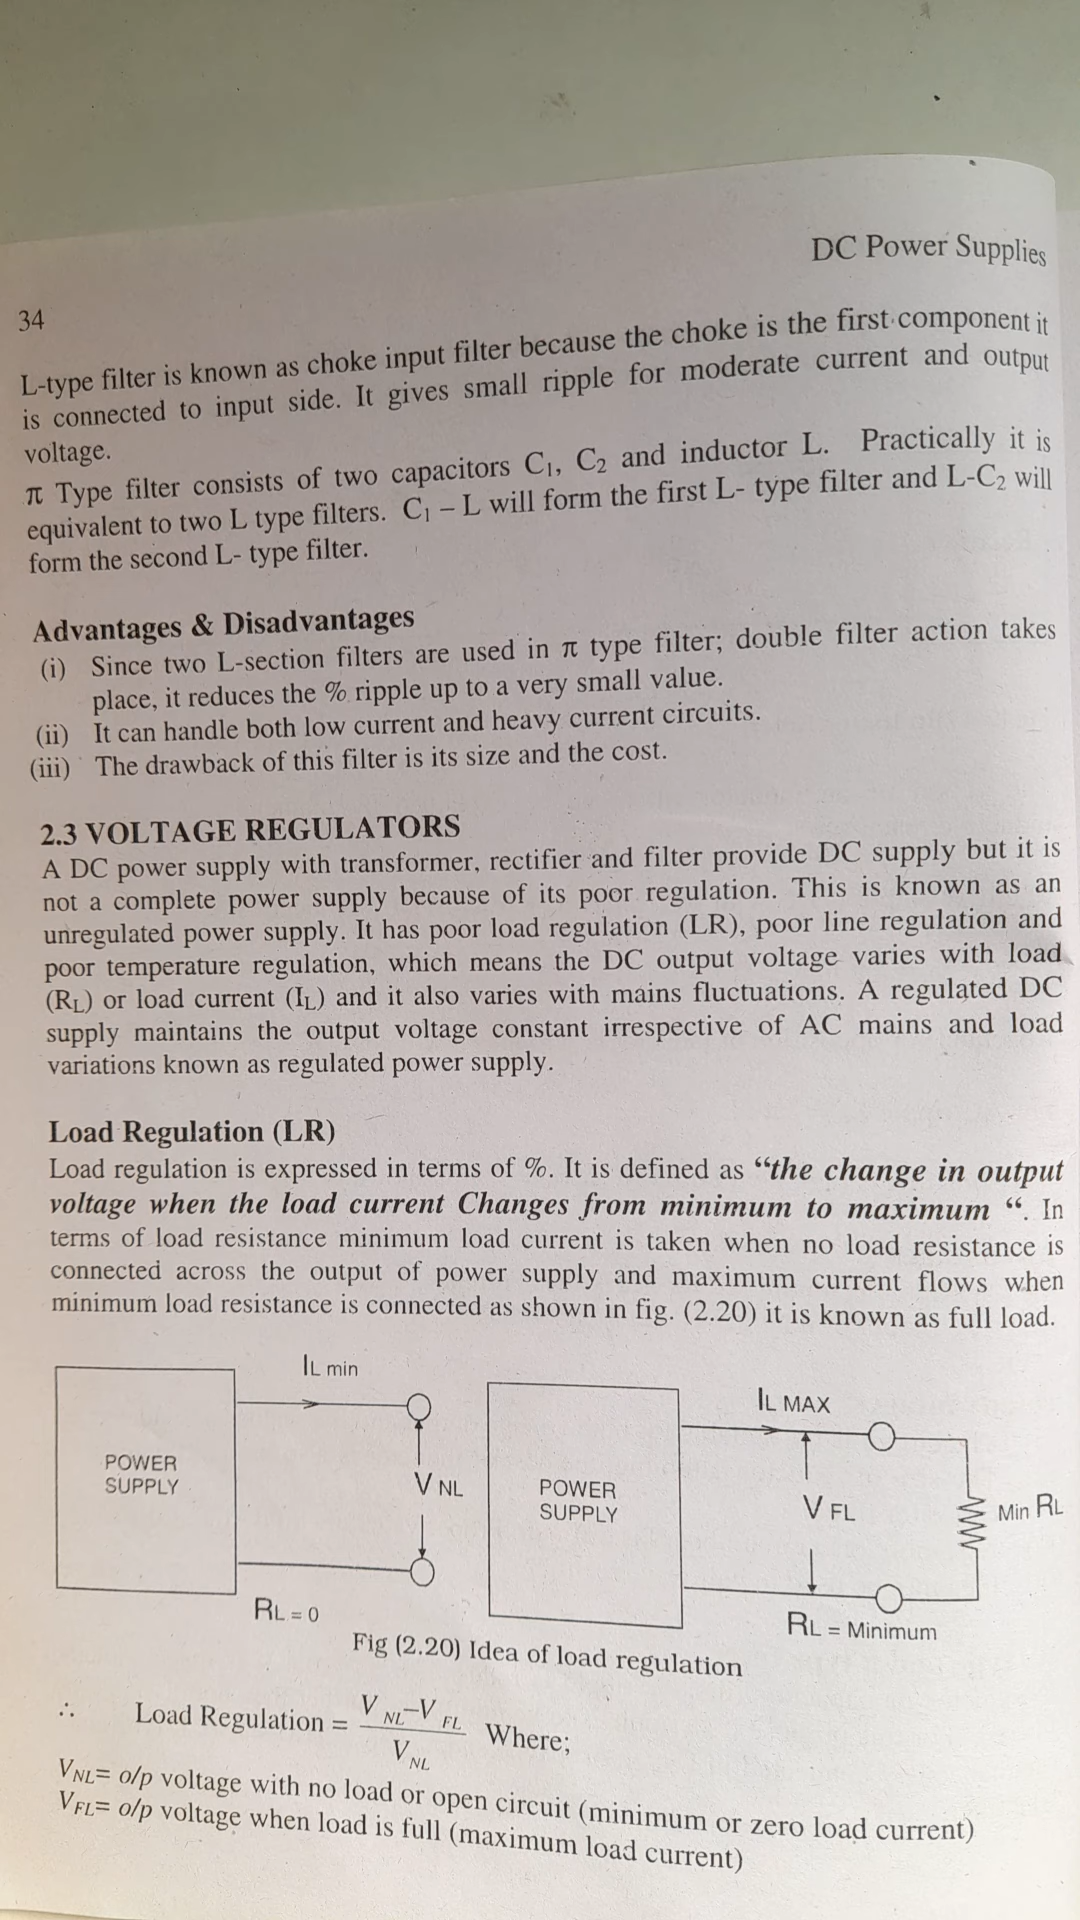 DC Power Supplies
34
L-type filter is known as choke input filter because the choke is the first component it
is connected to input side. It gives small ripple for moderate current and output
voltage.
π Type filter consists of two capacitors C₁, C₂ and inductor L. Practically it is
equivalent to two L type filters. C₁ – L will form the first L- type filter and L-C₂ will
form the second L- type filter.
Advantages & Disadvantages
(i) Since two L-section filters are used in π type filter; double filter action takes
place, it reduces the % ripple up to a very small value.
(ii) It can handle both low current and heavy current circuits.
(iii) The drawback of this filter is its size and the cost.
2.3 VOLTAGE REGULATORS
A DC power supply with transformer, rectifier and filter provide DC supply but it is
not a complete power supply because of its poor regulation. This is known as an
unregulated power supply. It has poor load regulation (LR), poor line regulation and
poor temperature regulation, which means the DC output voltage varies with load
(RL) or load current (IL) and it also varies with mains fluctuations. A regulated DC
supply maintains the output voltage constant irrespective of AC mains and load
variations known as regulated power supply.
Load Regulation (LR)
Load regulation is expressed in terms of %. It is defined as “the change in output
voltage when the load current Changes from minimum to maximum “. In
terms of load resistance minimum load current is taken when no load resistance is
connected across the output of power supply and maximum current flows when
minimum load resistance is connected as shown in fig. (2.20) it is known as full load.
IL min
POWER
SUPPLY
V NL
RL = 0
IL MAX
POWER
SUPPLY
V FL
Min RL
RL = Minimum
Fig (2.20) Idea of load regulation
∴ Load Regulation = V NL–V FL / V NL Where;
VNL= o/p voltage with no load or open circuit (minimum or zero load current)
VFL= o/p voltage when load is full (maximum load current)